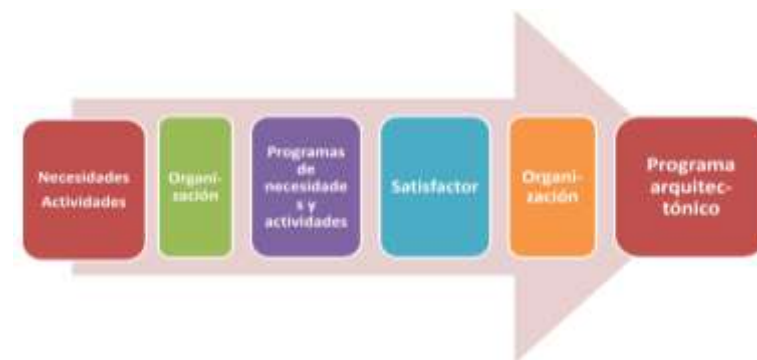 Necesidades
Actividades
Organi-
zación
Programas
de
necesidade
s y
actividades
Satisfactor
Organi-
zación
Programa
arquitec-
tónico